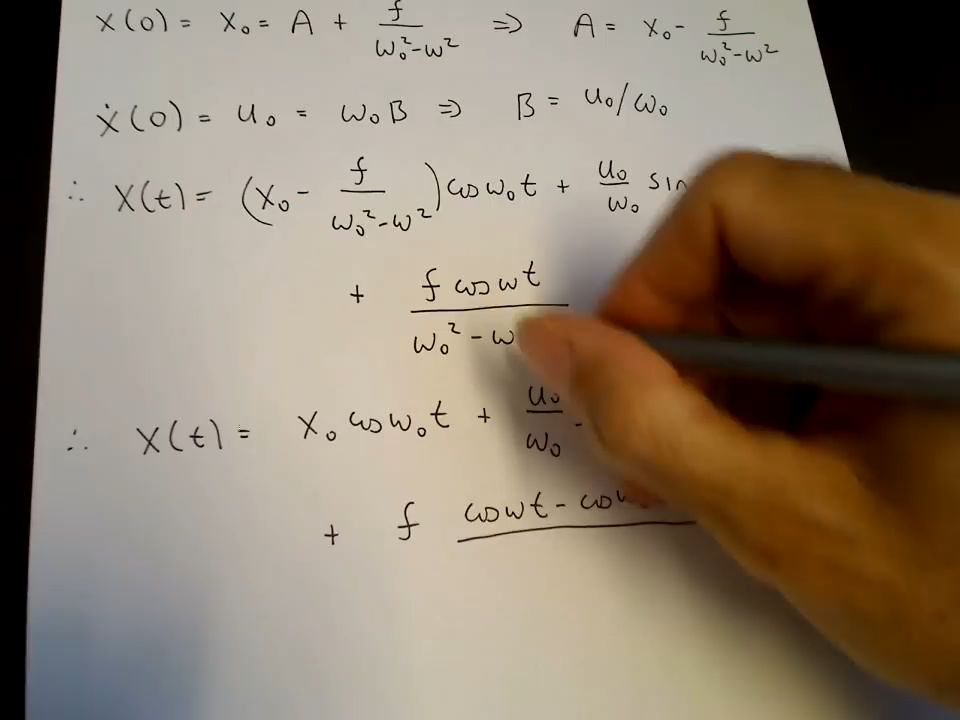 x(0) = x₀ = A + f/(ω₀²-ω²) ⇒ A = x₀ - f/(ω₀²-ω²)
ẋ(0) = u₀ = ω₀B ⇒ B = u₀/ω₀
∴ x(t) = (x₀ - f/(ω₀²-ω²)) cos ω₀t + u₀/ω₀ sin
+ f cos ωt/(ω₀² - ω
∴ x(t) = x₀ cos ω₀t + u₀/ω₀
+ f cos ωt - cos